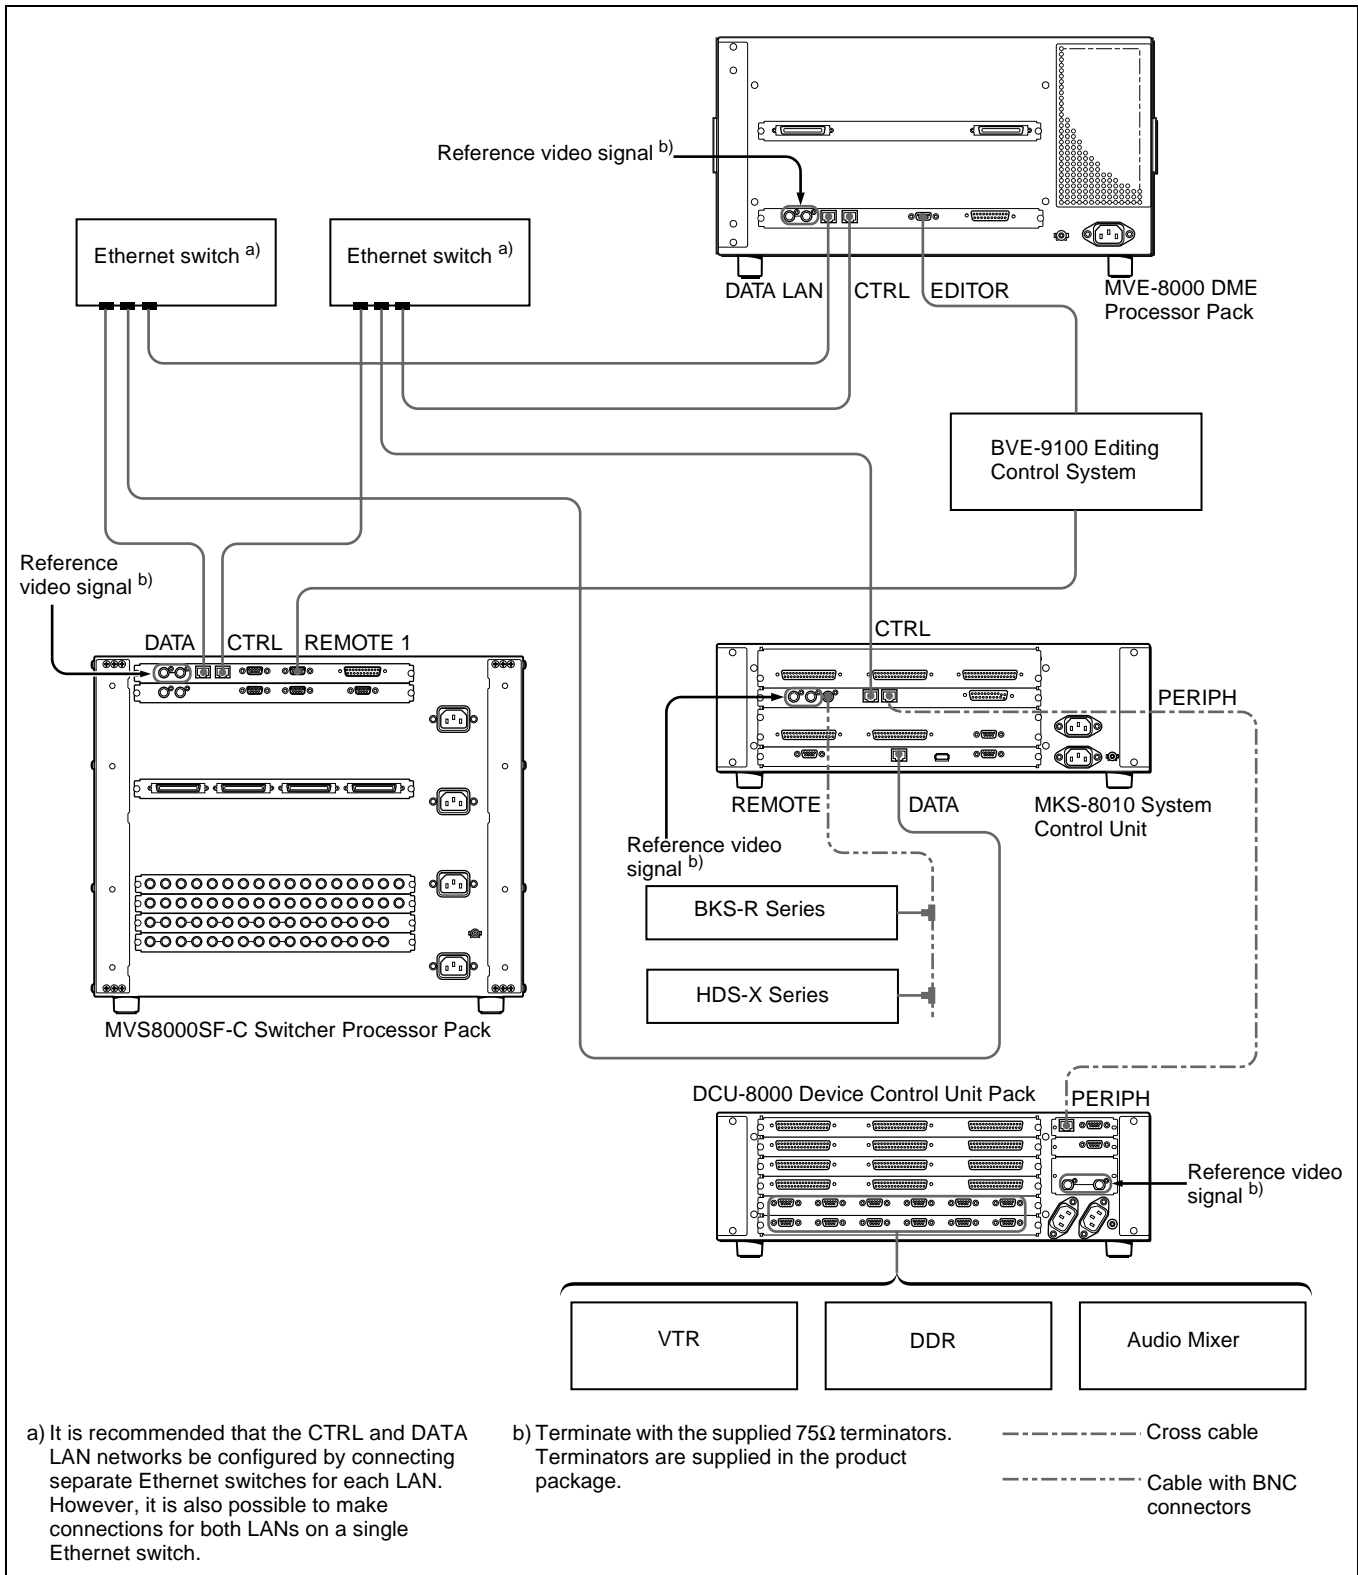 Reference video signal b)
Ethernet switch a)
Ethernet switch a)
DATA LAN
CTRL
EDITOR
MVE-8000 DME
Processor Pack
BVE-9100 Editing
Control System
Reference
video signal b)
DATA
CTRL
REMOTE 1
CTRL
PERIPH
REMOTE
DATA
MKS-8010 System
Control Unit
Reference video
signal b)
BKS-R Series
HDS-X Series
MVS8000SF-C Switcher Processor Pack
DCU-8000 Device Control Unit Pack
PERIPH
Reference video
signal b)
VTR
DDR
Audio Mixer
a) It is recommended that the CTRL and DATA
LAN networks be configured by connecting
separate Ethernet switches for each LAN.
However, it is also possible to make
connections for both LANs on a single
Ethernet switch.
b) Terminate with the supplied 75Ω terminators.
Terminators are supplied in the product
package.
Cross cable
Cable with BNC
connectors